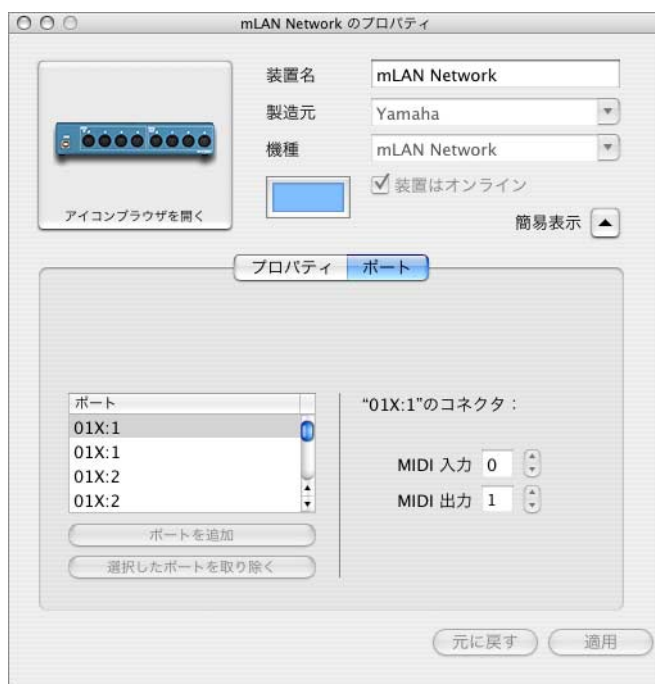 mLAN Network のプロパティ
装置名 mLAN Network
製造元 Yamaha
機種 mLAN Network
装置はオンライン
アイコンブラウザを開く
簡易表示
プロパティ ポート
ポート
01X:1
01X:1
01X:2
01X:2
ポートを追加
選択したポートを取り除く
“01X:1”のコネクタ：
MIDI 入力 0
MIDI 出力 1
元に戻す 適用